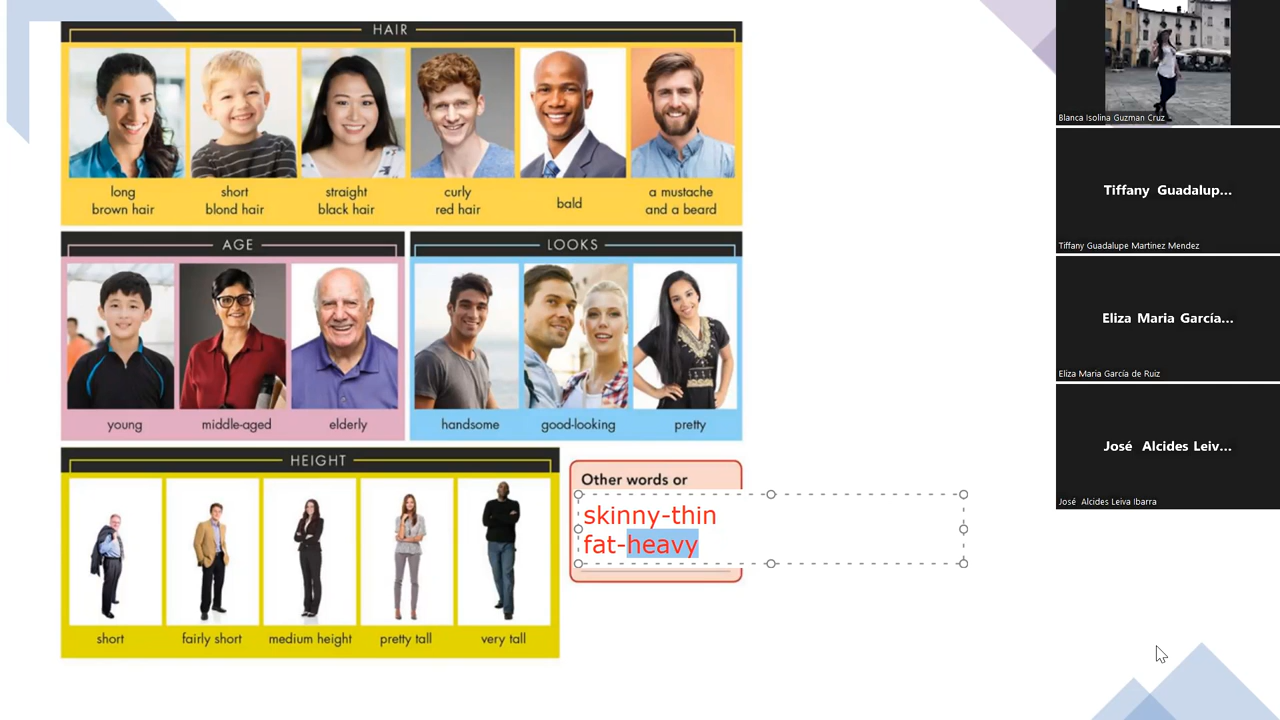 HAIR
long
brown hair
short
blond hair
straight
black hair
curly
red hair
bald
a mustache
and a beard
AGE
young
middle-aged
elderly
LOOKS
handsome
good-looking
pretty
HEIGHT
short
fairly short
medium height
pretty tall
very tall
Other words or
skinny-thin
fat-heavy
Blanca Isolina Guzman Cruz
Tiffany Guadalup...
Tiffany Guadalupe Martinez Mendez
Eliza Maria García...
Eliza Maria García de Ruiz
José Alcides Leiv...
José Alcides Leiva Ibarra